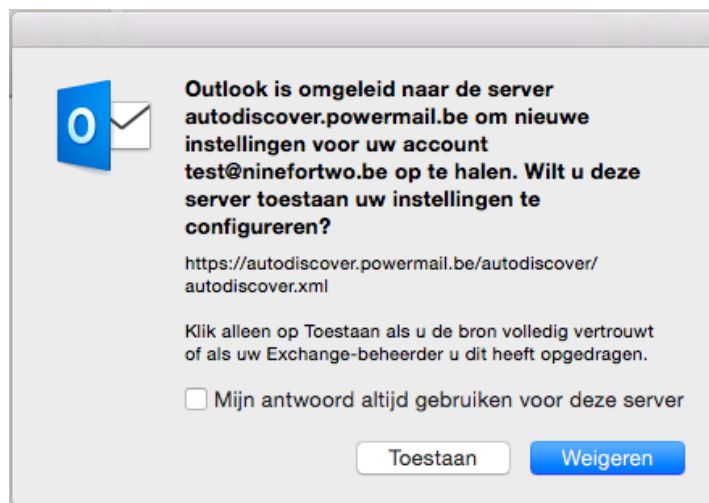 Outlook is omgeleid naar de server
autodiscover.powermail.be om nieuwe
instellingen voor uw account
test@ninefortwo.be op te halen. Wilt u deze
server toestaan uw instellingen te
configureren?
https://autodiscover.powermail.be/autodiscover/
autodiscover.xml
Klik alleen op Toestaan als u de bron volledig vertrouwt
of als uw Exchange-beheerder u dit heeft opgedragen.
Mijn antwoord altijd gebruiken voor deze server
Toestaan Weigeren